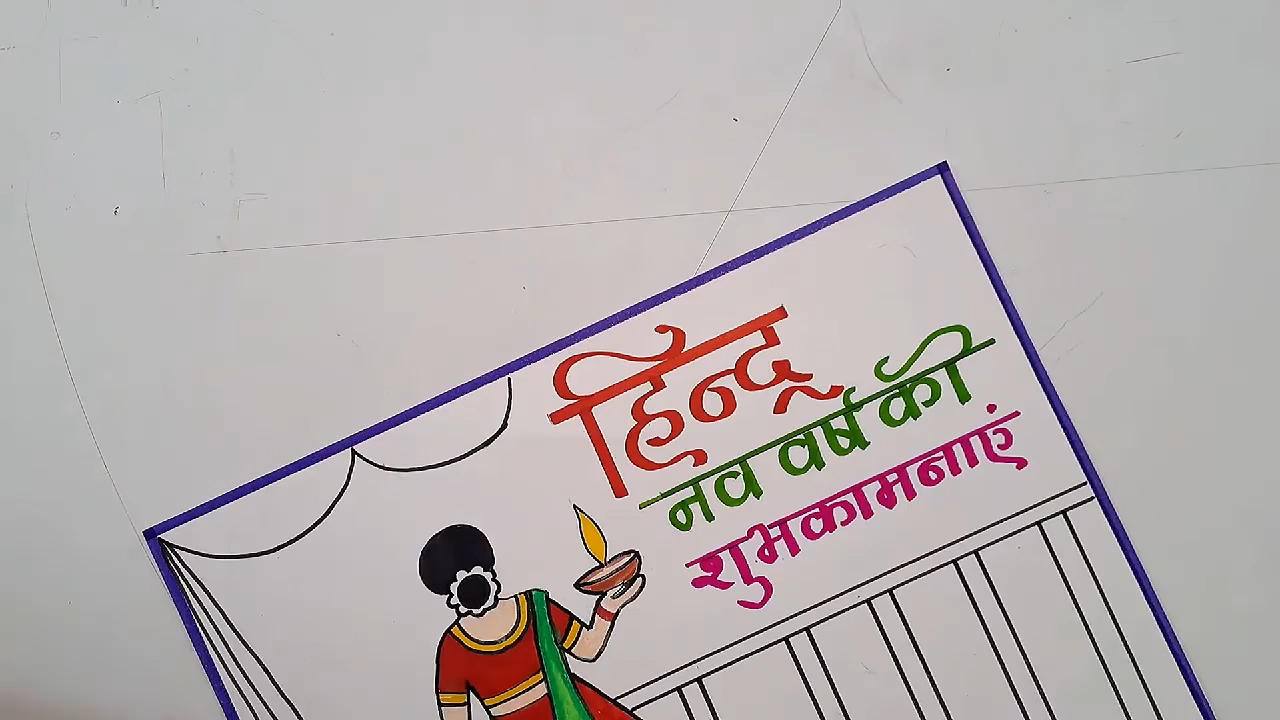 हिन्दू
नव वर्ष की
शुभकामनाएं